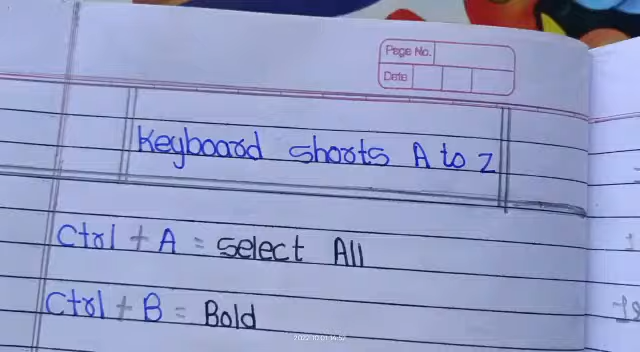 Page No.
Date
Keyboard shorts A to Z
Ctrl + A = select All
Ctrl + B = Bold